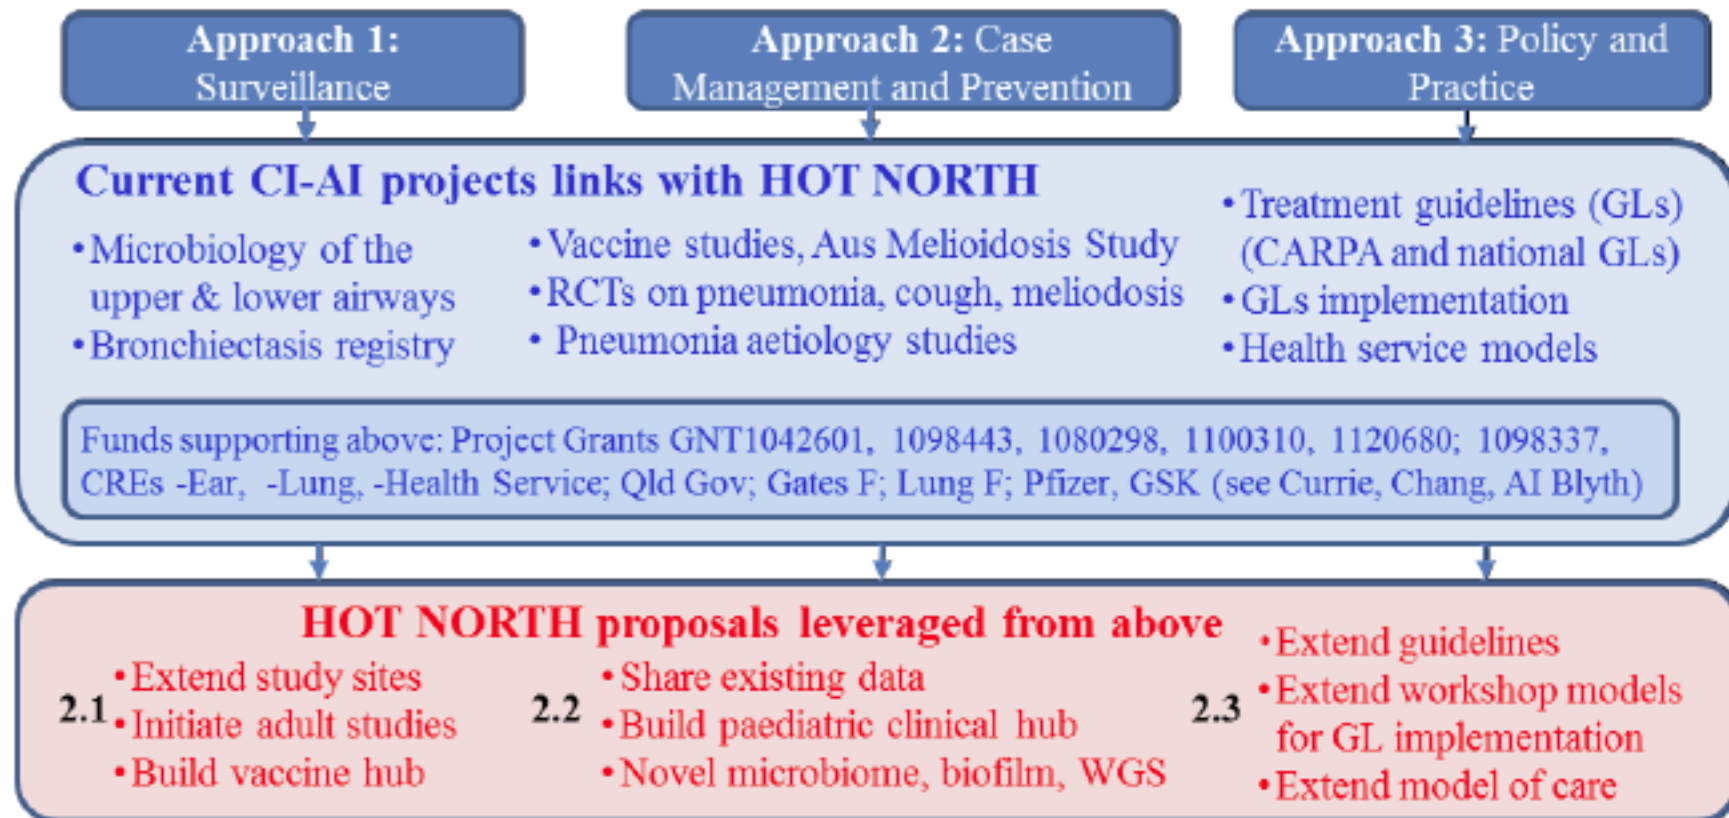 Approach 1:
Surveillance
Approach 2: Case
Management and Prevention
Approach 3: Policy and
Practice
Current CI-AI projects links with HOT NORTH
•Microbiology of the
upper & lower airways
•Bronchiectasis registry
•Vaccine studies, Aus Melioidosis Study
•RCTs on pneumonia, cough, meliodosis
• Pneumonia aetiology studies
•Treatment guidelines (GLs)
(CARPA and national GLs)
•GLs implementation
•Health service models
Funds supporting above: Project Grants GNT1042601, 1098443, 1080298, 1100310, 1120680; 1098337,
CREs -Ear, -Lung, -Health Service; Qld Gov; Gates F; Lung F; Pfizer, GSK (see Currie, Chang, AI Blyth)
HOT NORTH proposals leveraged from above
2.1
•Extend study sites
•Initiate adult studies
•Build vaccine hub
2.2
•Share existing data
•Build paediatric clinical hub
•Novel microbiome, biofilm, WGS
2.3
•Extend guidelines
•Extend workshop models
for GL implementation
•Extend model of care